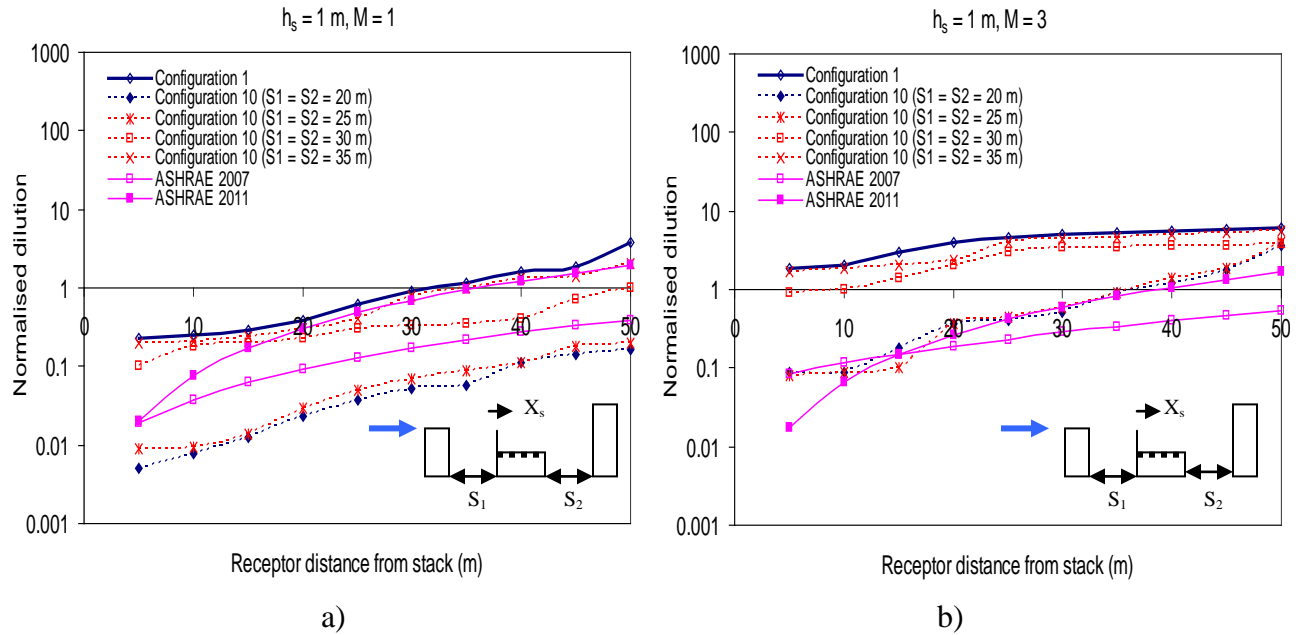 hs = 1 m, M = 1
Normalised dilution
1000
100
10
1
0.1
0.01
0.001
0
10
20
30
40
50
Configuration 1
Configuration 10 (S1 = S2 = 20 m)
Configuration 10 (S1 = S2 = 25 m)
Configuration 10 (S1 = S2 = 30 m)
Configuration 10 (S1 = S2 = 35 m)
ASHRAE 2007
ASHRAE 2011
Xs
S1
S2
Receptor distance from stack (m)
a)
hs = 1 m, M = 3
Normalised dilution
1000
100
10
1
0.1
0.01
0.001
0
10
20
30
40
50
Configuration 1
Configuration 10 (S1 = S2 = 20 m)
Configuration 10 (S1 = S2 = 25 m)
Configuration 10 (S1 = S2 = 30 m)
Configuration 10 (S1 = S2 = 35 m)
ASHRAE 2007
ASHRAE 2011
Xs
S1
S2
Receptor distance from stack (m)
b)